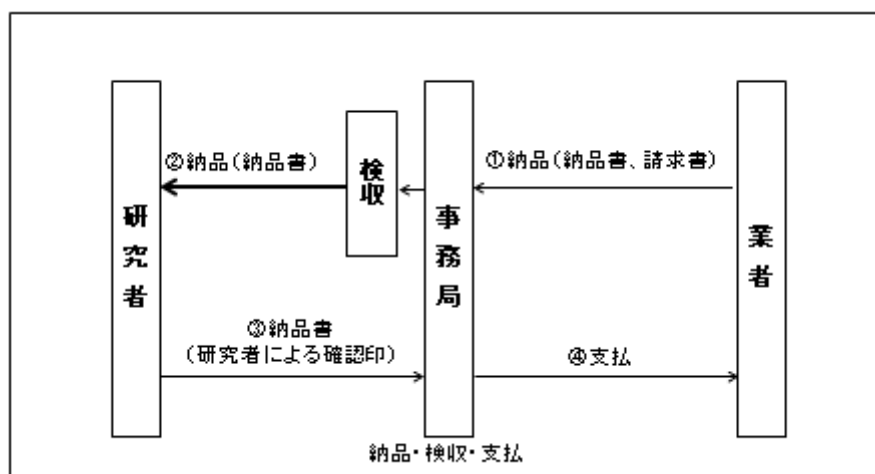 ①納品(納品書、請求書)
②納品(納品書)
検収
研究者
事務局
業者
③納品書
(研究者による確認印)
④支払
納品・検収・支払